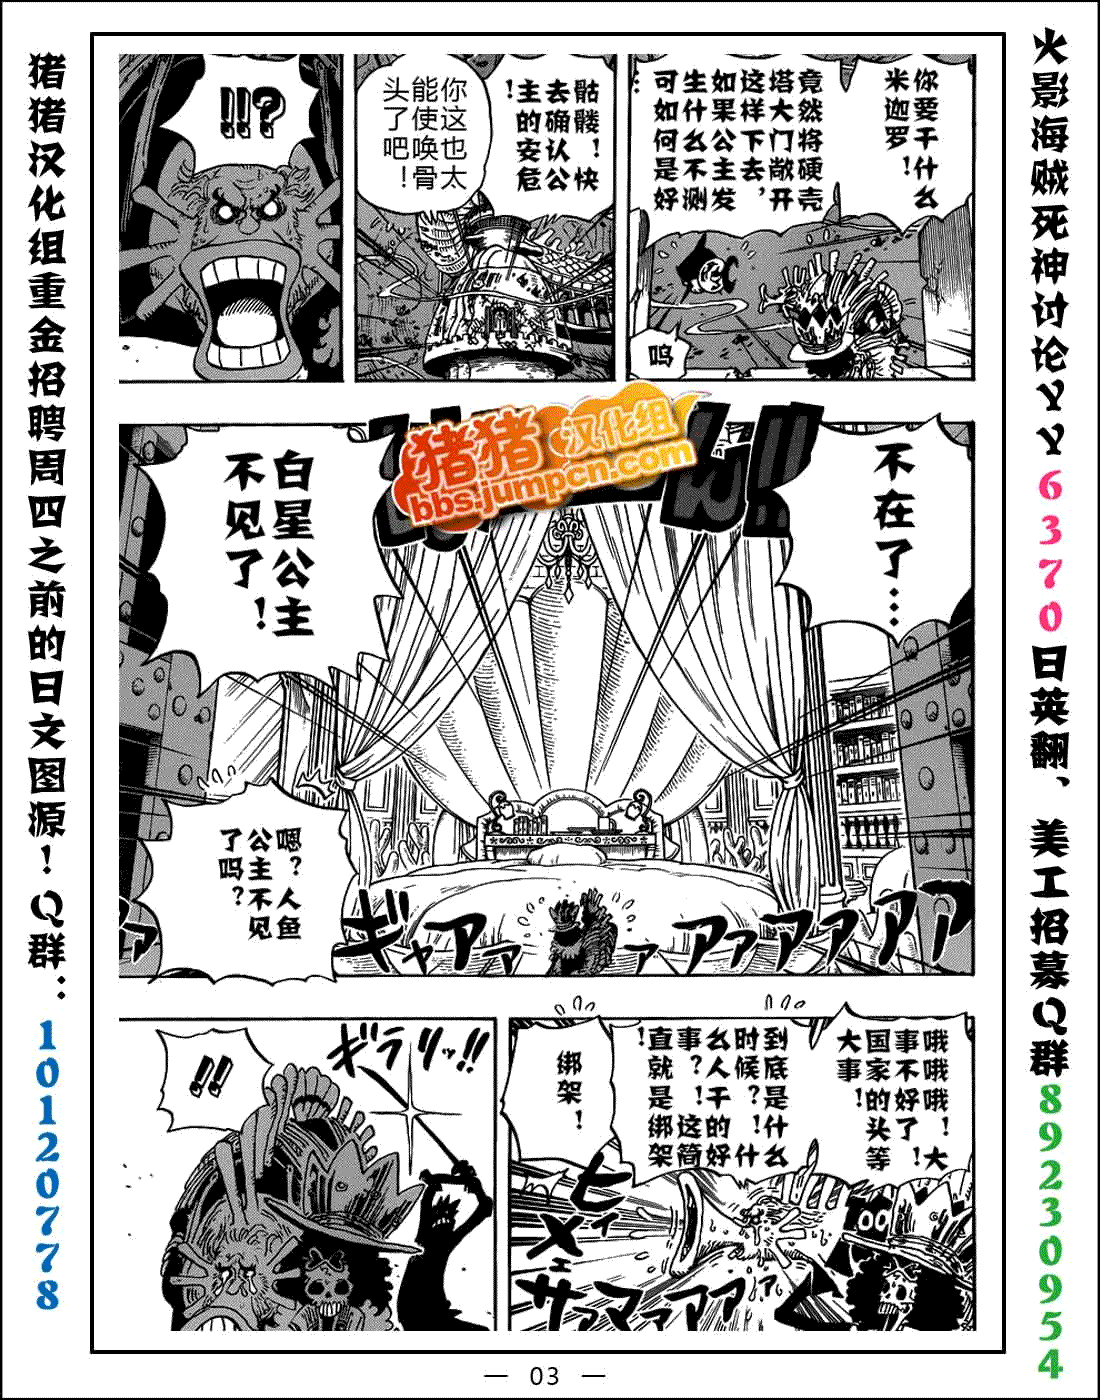 火影海贼死神讨论YY6370日英翻、美工招募Q群892309544
你要干什么
米迦罗！
竟然将硬壳
塔大门敞开
这样下去，
如果公主发
生什么不测
可如何是好
呜
骷髅！快
去确认公
主的安危
！
你这也太
能使唤骨
头了吧！
!!?
不在了…
白星公主
不见了！
猪猪汉化组
bbs.jumpcn.com
嗯？人鱼
公主不见
了吗？
ギャアア
アアアアアア
哦哦哦！大
事不好了！
国家的头等
大事！
到底是什么
时候？！什
么人干的好
事？！这简
直就是绑架
！
绑架！
ヒィメェサァマァアア
ギラリッ!!
!!
猪猪汉化组重金招聘周四之前的日文图源！Q群：101207788
— 03 —